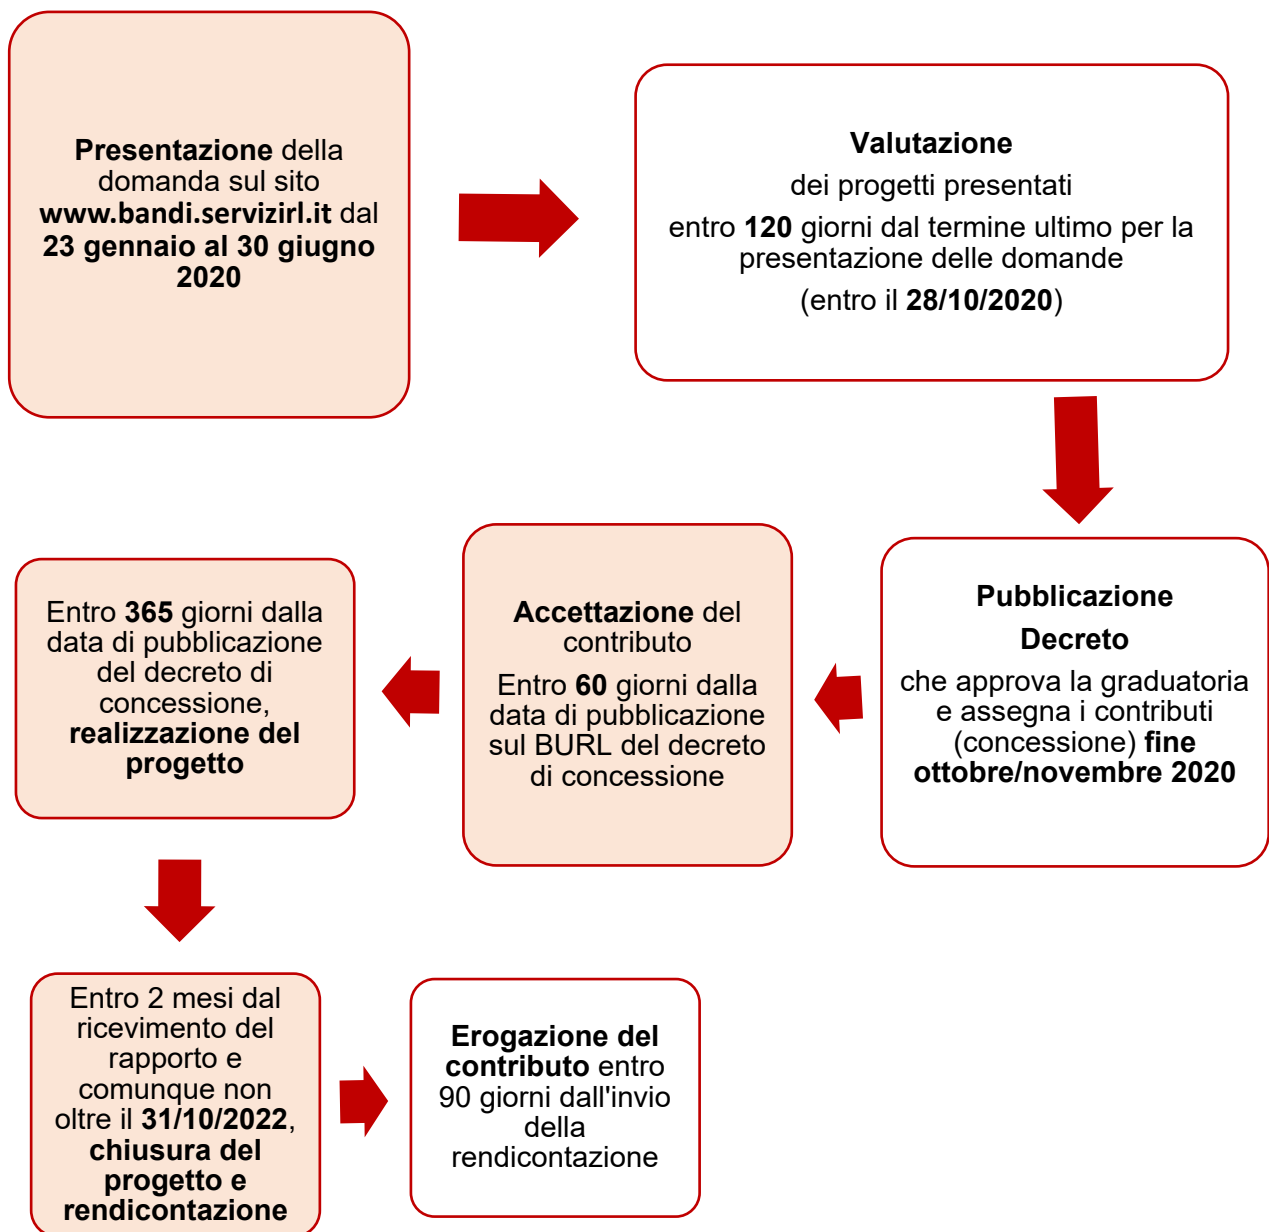 Presentazione della
domanda sul sito
www.bandi.servizirl.it dal
23 gennaio al 30 giugno
2020
Valutazione
dei progetti presentati
entro 120 giorni dal termine ultimo per la
presentazione delle domande
(entro il 28/10/2020)
Pubblicazione
Decreto
che approva la graduatoria
e assegna i contributi
(concessione) fine
ottobre/novembre 2020
Accettazione del
contributo
Entro 60 giorni dalla
data di pubblicazione
sul BURL del decreto
di concessione
Entro 365 giorni dalla
data di pubblicazione
del decreto di
concessione,
realizzazione del
progetto
Entro 2 mesi dal
ricevimento del
rapporto e
comunque non
oltre il 31/10/2022,
chiusura del
progetto e
rendicontazione
Erogazione del
contributo entro
90 giorni dall'invio
della
rendicontazione